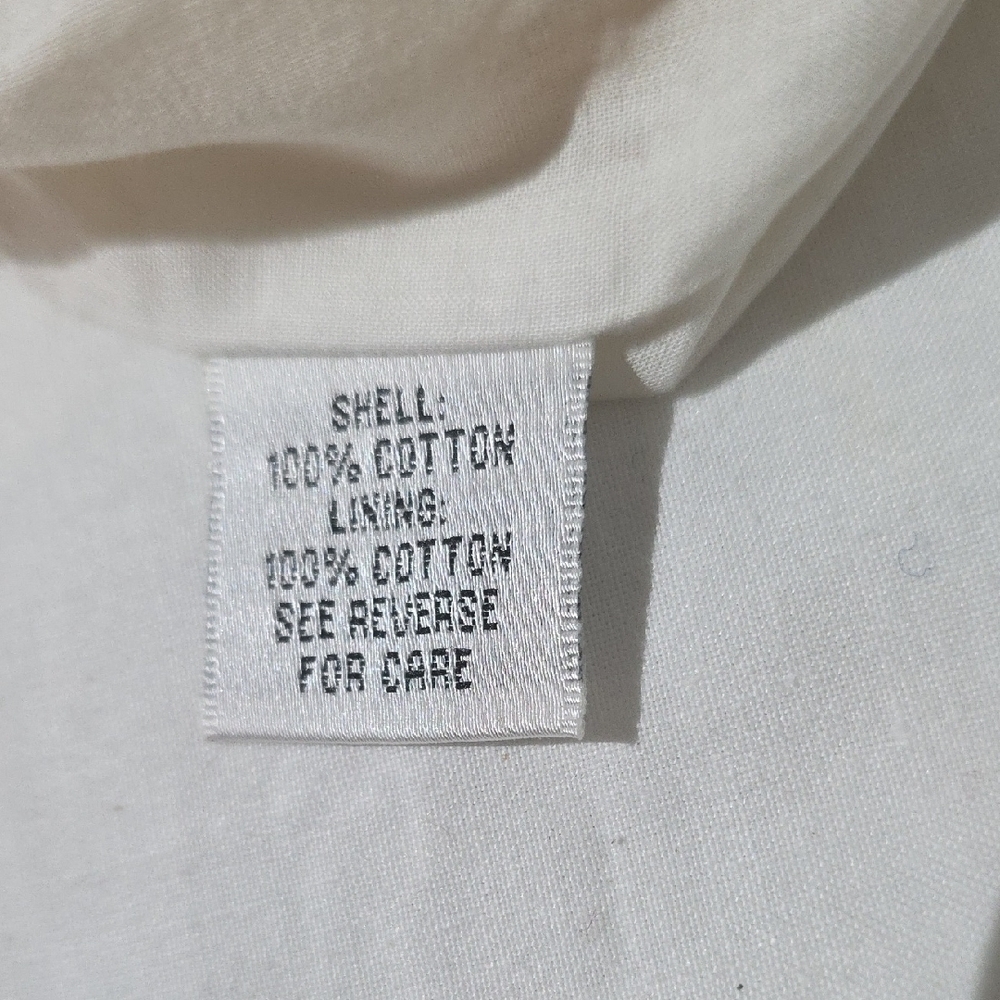 SHELL:
100% COTTON
LINING:
100% COTTON
SEE REVERSE
FOR CARE